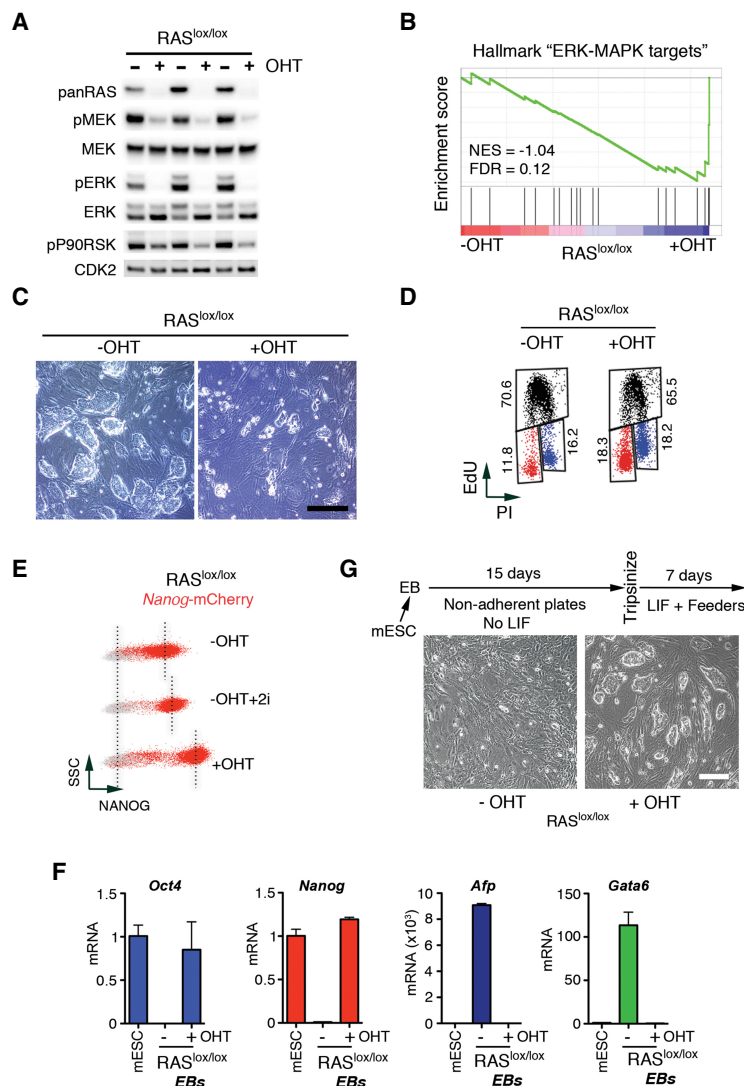 A
RASlox/lox
– + – + – + OHT
panRAS
pMEK
MEK
pERK
ERK
pP90RSK
CDK2
B
Hallmark “ERK-MAPK targets”
Enrichment score
NES = -1.04
FDR = 0.12
-OHT RASlox/lox +OHT
C
RASlox/lox
-OHT +OHT
D
RASlox/lox
-OHT +OHT
70.6 65.5
11.8 16.2 18.3 18.2
EdU
PI
E
RASlox/lox
Nanog-mCherry
-OHT
-OHT+2i
+OHT
SSC
NANOG
G
EB 15 days Tripsinize 7 days
Non-adherent plates LIF + Feeders
No LIF
mESC
- OHT + OHT
RASlox/lox
F
Oct4
mRNA
1.5
1
0.5
0
mESC - + OHT
RASlox/lox
EBs
Nanog
mRNA
1.5
1
0.5
0
mESC - + OHT
RASlox/lox
EBs
Afp
mRNA (x10³)
9
6
3
0
mESC - + OHT
RASlox/lox
EBs
Gata6
mRNA
150
100
50
0
mESC - + OHT
RASlox/lox
EBs